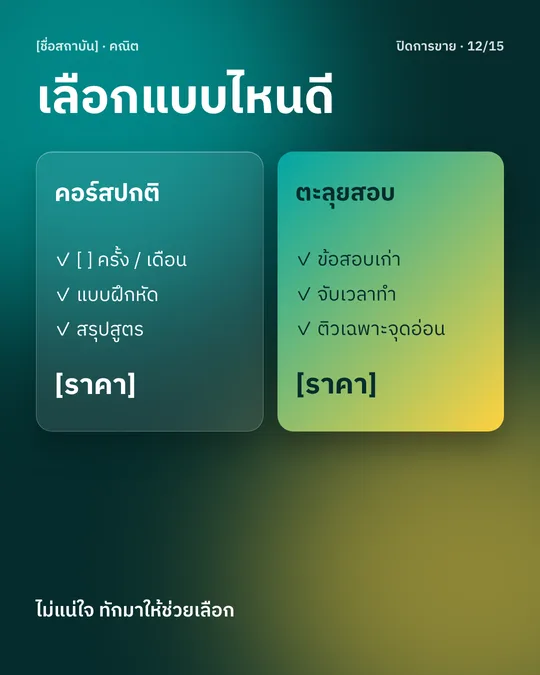 [ชื่อสถาบัน] · คณิต
ปิดการขาย · 12/15
เลือกแบบไหนดี
คอร์สปกติ
✓ [ ] ครั้ง / เดือน
✓ แบบฝึกหัด
✓ สรุปสูตร
[ราคา]
ตะลุยสอบ
✓ ข้อสอบเก่า
✓ จับเวลาทำ
✓ ติวเฉพาะจุดอ่อน
[ราคา]
ไม่แน่ใจ ทักมาให้ช่วยเลือก